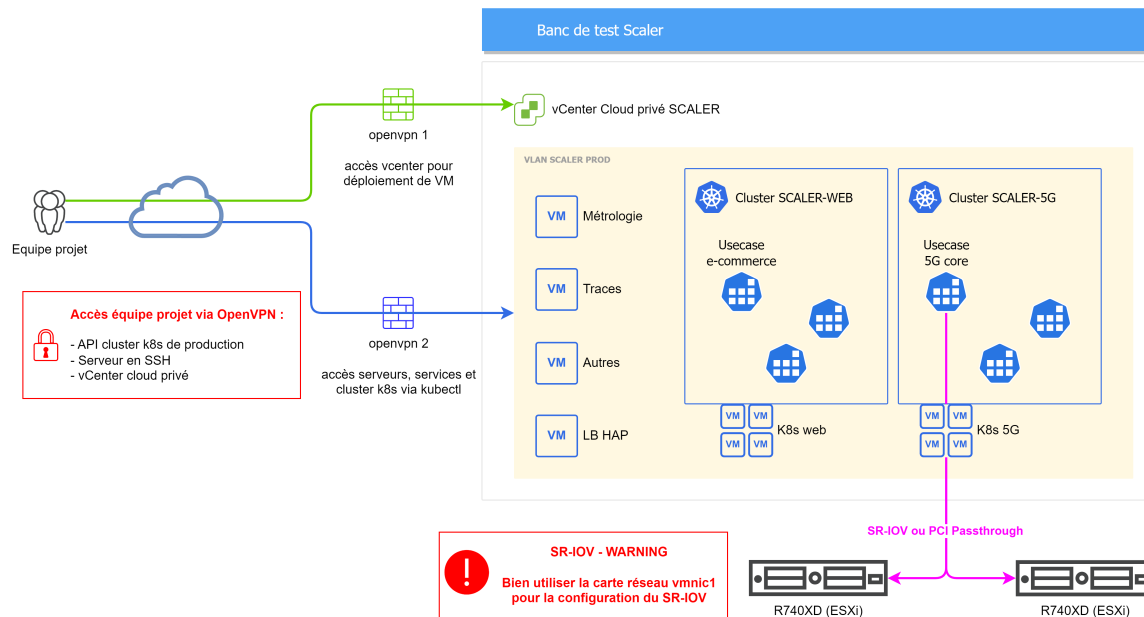 Banc de test Scaler
vCenter Cloud privé SCALER
openvpn 1
accès vcenter pour
déploiement de VM
VLAN SCALER PROD
VM
Métrologie
Cluster SCALER-WEB
Cluster SCALER-5G
Equipe projet
Usecase
e-commerce
Usecase
5G core
VM
Traces
Accès équipe projet via OpenVPN :
- API cluster k8s de production
- Serveur en SSH
- vCenter cloud privé
openvpn 2
accès serveurs, services et
cluster k8s via kubectl
VM
Autres
VM
LB HAP
VM VM
VM VM
K8s web
VM VM
VM VM
K8s 5G
SR-IOV ou PCI Passthrough
SR-IOV - WARNING
Bien utiliser la carte réseau vmnic1
pour la configuration du SR-IOV
R740XD (ESXi)
R740XD (ESXi)